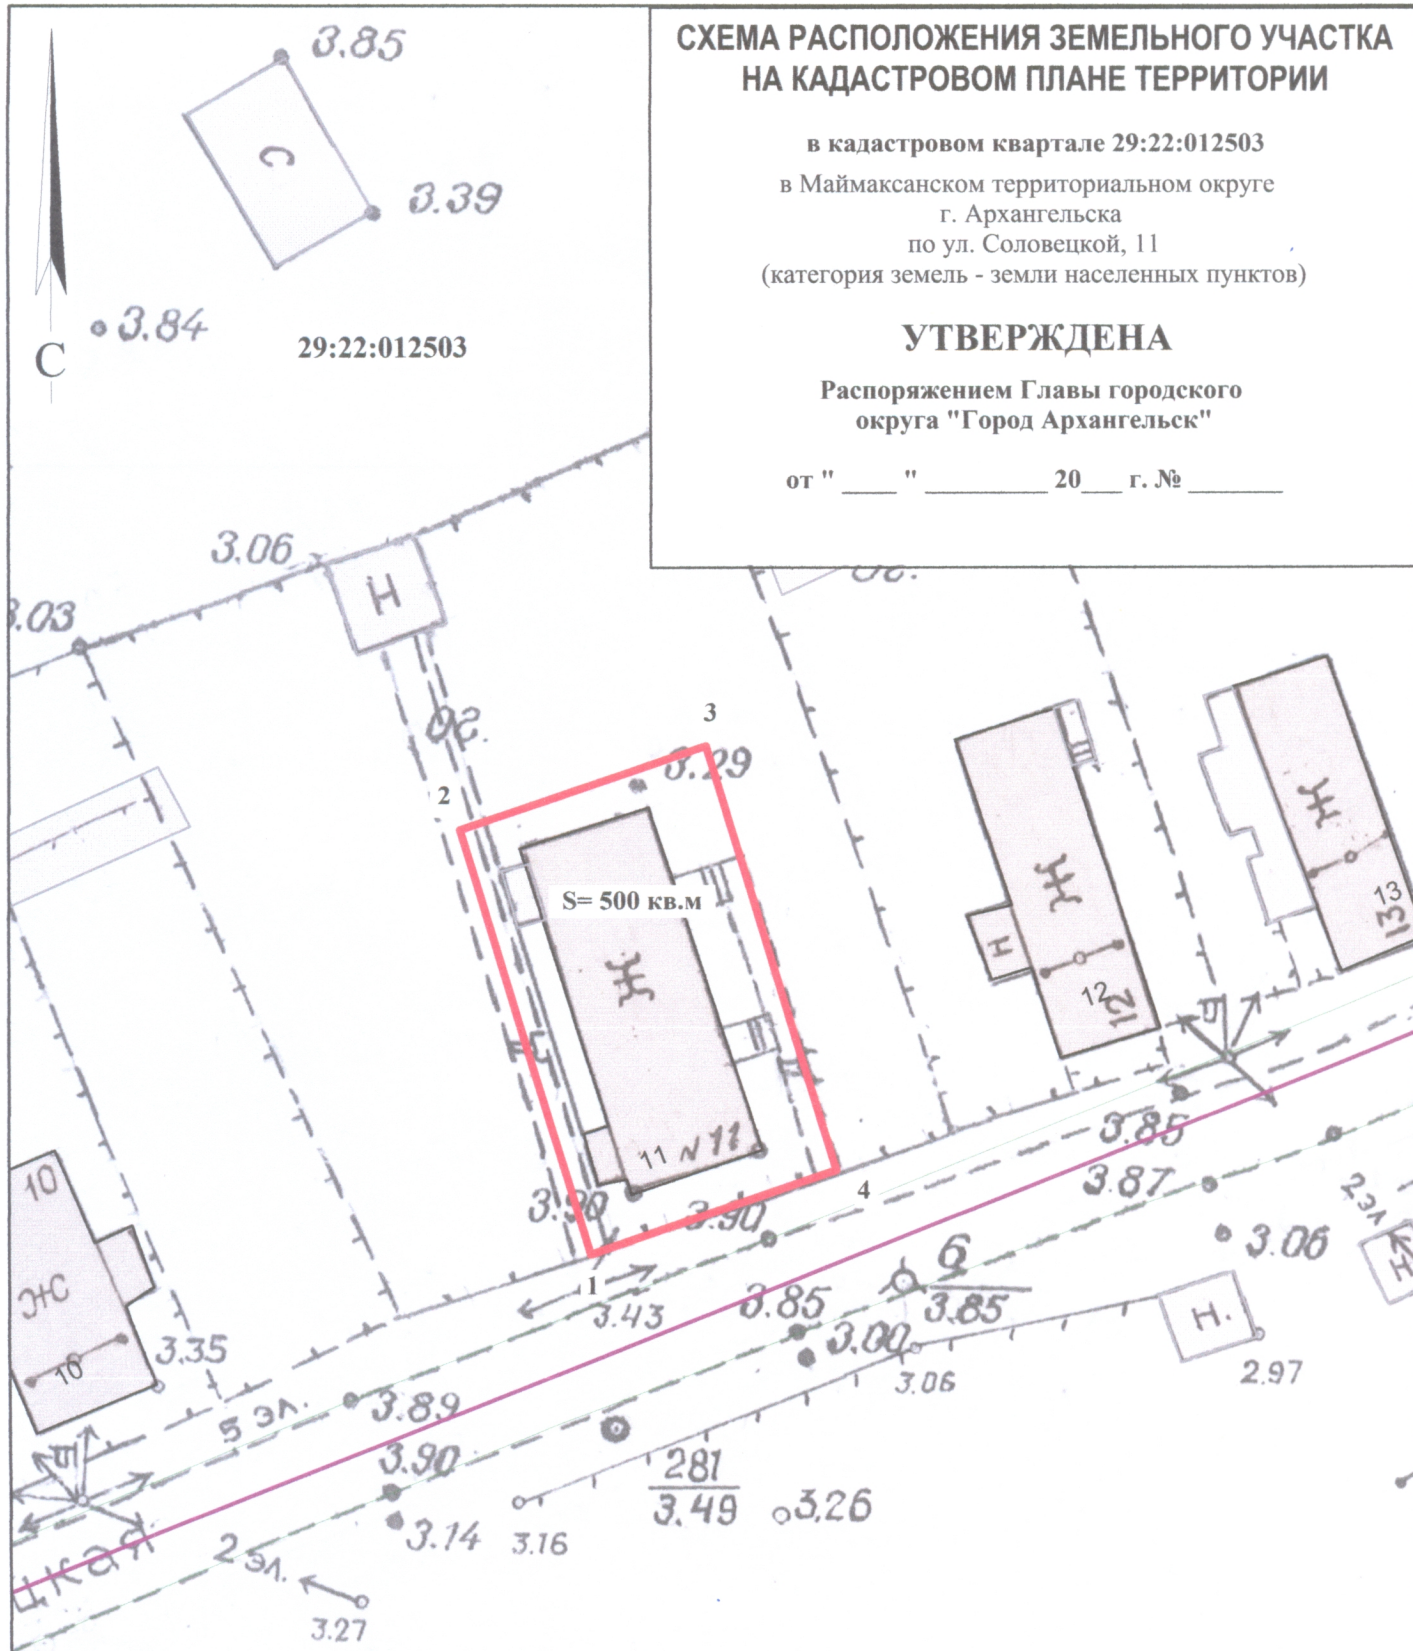 СХЕМА РАСПОЛОЖЕНИЯ ЗЕМЕЛЬНОГО УЧАСТКА
НА КАДАСТРОВОМ ПЛАНЕ ТЕРРИТОРИИ
в кадастровом квартале 29:22:012503
в Маймаксанском территориальном округе
г. Архангельска
по ул. Соловецкой, 11
(категория земель - земли населенных пунктов)
УТВЕРЖДЕНА
Распоряжением Главы городского
округа "Город Архангельск"
от " ____ " _________ 20___ г. № _______
3.85
С
3.39
3.84
С
29:22:012503
3.06
Н
3.03
ОГ.
3
3.29
2
S= 500 кв.м
Ж
Ж
Ж
13
13
Н
12
12
11
N 11
3.90
3.90
4
1
3.43
3.85
3.87
2 эл.
3.06
Н
6
3.85
3.85
3.00
Н.
3.06
2.97
10
ЖС
10
3.35
5 эл.
3.89
3.90
281
3.49
3.26
3.14
3.16
цкая
2 эл.
3.27